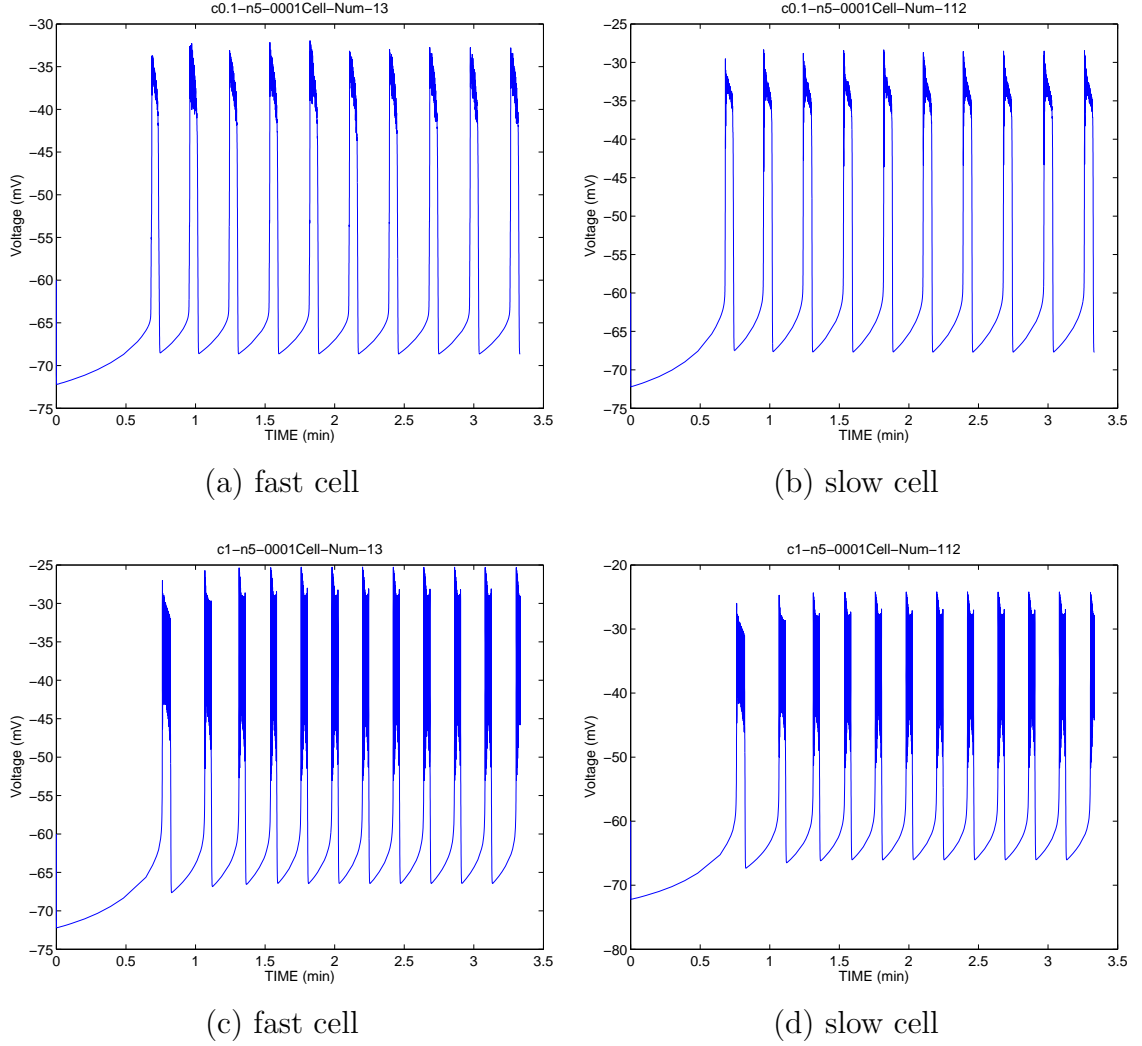 c0.1−n5−0001Cell−Num−13
−30
−35
−40
−45
−50
−55
−60
−65
−70
−75
Voltage (mV)
0 0.5 1 1.5 2 2.5 3 3.5
TIME (min)
(a) fast cell
c0.1−n5−0001Cell−Num−112
−25
−30
−35
−40
−45
−50
−55
−60
−65
−70
−75
Voltage (mV)
0 0.5 1 1.5 2 2.5 3 3.5
TIME (min)
(b) slow cell
c1−n5−0001Cell−Num−13
−25
−30
−35
−40
−45
−50
−55
−60
−65
−70
−75
Voltage (mV)
0 0.5 1 1.5 2 2.5 3 3.5
TIME (min)
(c) fast cell
c1−n5−0001Cell−Num−112
−20
−30
−40
−50
−60
−70
−80
Voltage (mV)
0 0.5 1 1.5 2 2.5 3 3.5
TIME (min)
(d) slow cell